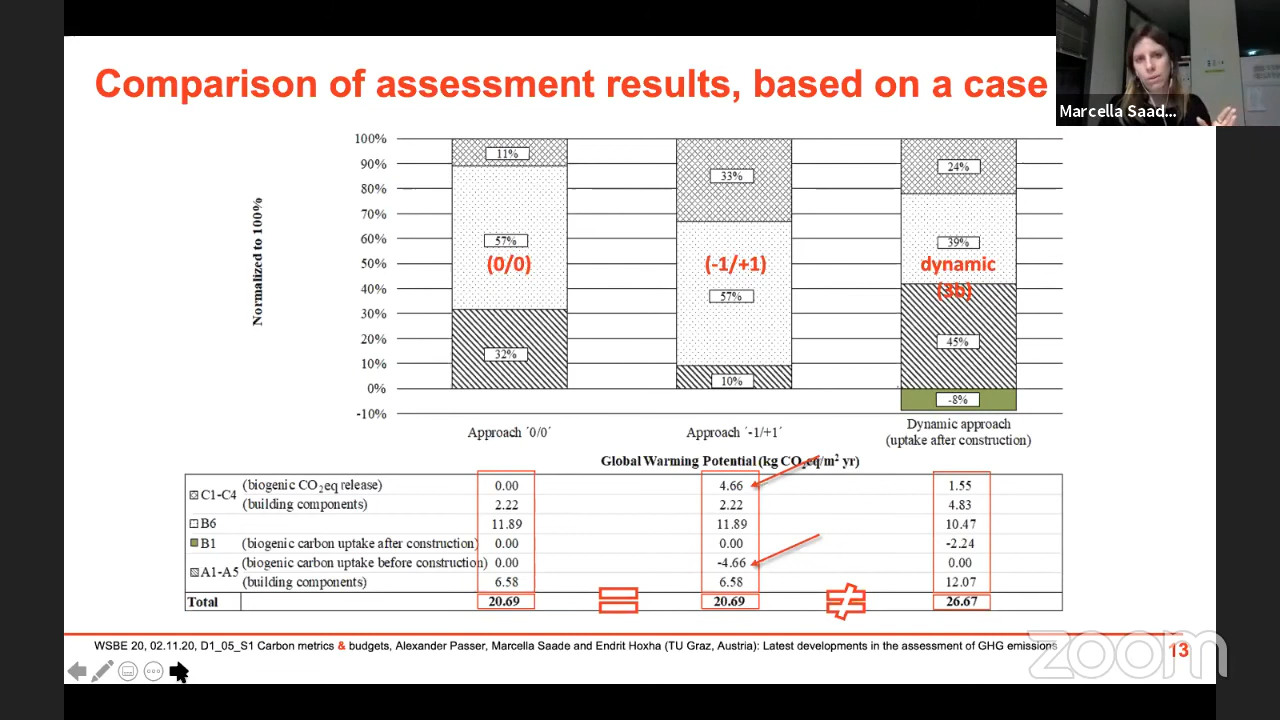 Comparison of assessment results, based on a case
Marcella Saad...
Normalized to 100%
100%
90%
80%
70%
60%
50%
40%
30%
20%
10%
0%
-10%
11%
57%
(0/0)
32%
33%
(-1/+1)
57%
10%
24%
39%
dynamic
(3b)
45%
-8%
Approach ´0/0´
Approach ´-1/+1´
Dynamic approach
(uptake after construction)
Global Warming Potential (kg CO2eq/m² yr)
C1-C4 (biogenic CO2eq release) 0.00 4.66 1.55
(building components) 2.22 2.22 4.83
B6 11.89 11.89 10.47
B1 (biogenic carbon uptake after construction) 0.00 0.00 -2.24
A1-A5 (biogenic carbon uptake before construction) 0.00 -4.66 0.00
(building components) 6.58 6.58 12.07
Total 20.69 = 20.69 ≠ 26.67
WSBE 20, 02.11.20, D1_05_S1 Carbon metrics & budgets, Alexander Passer, Marcella Saade and Endrit Hoxha (TU Graz, Austria): Latest developments in the assessment of GHG emissions
13
zoom